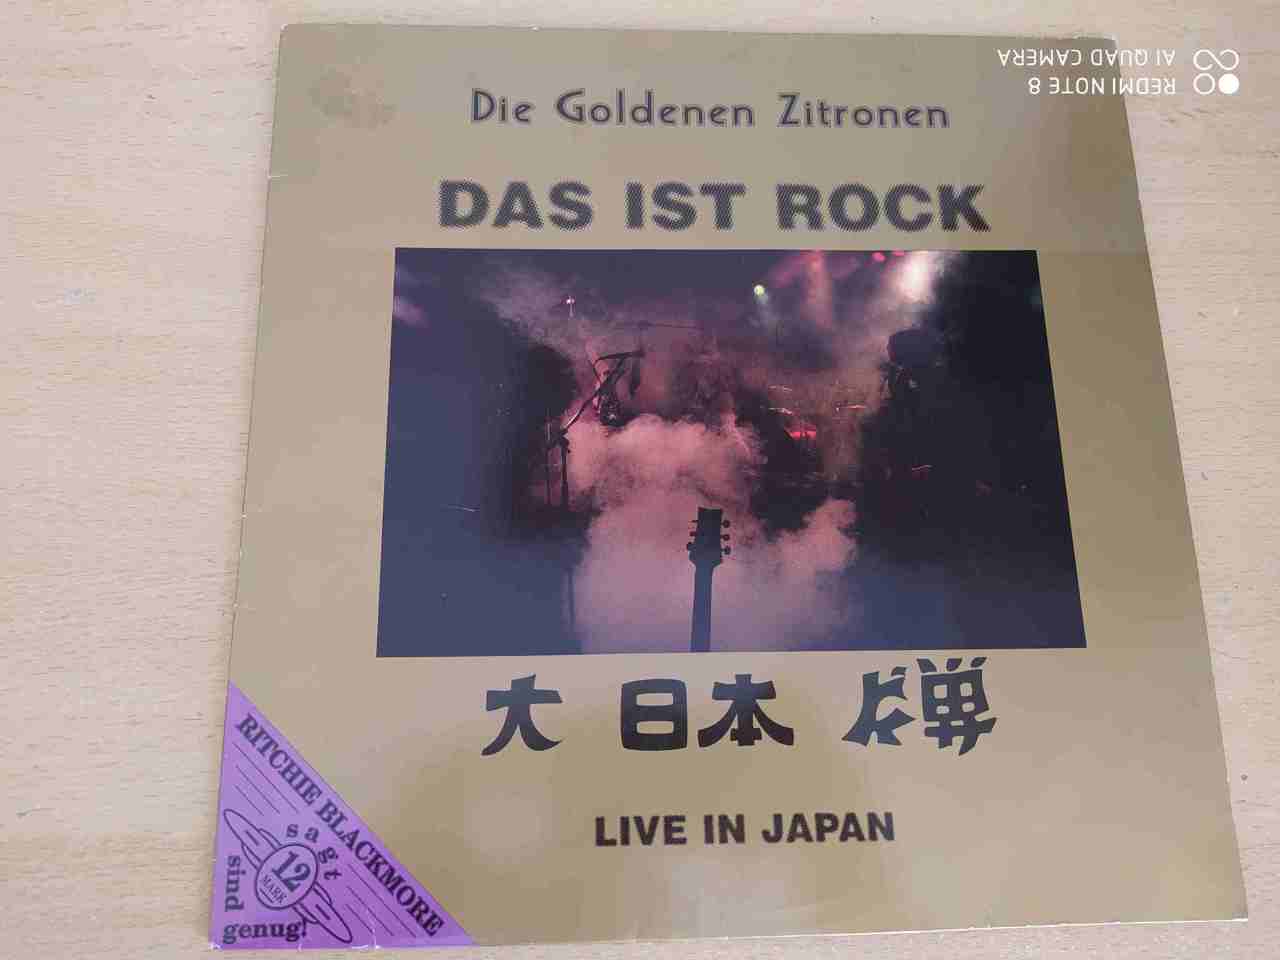 Die Goldenen Zitronen
DAS IST ROCK
大 日本
LIVE IN JAPAN
RITCHIE BLACKMORE
sagt
12
MARK
sind
genug!
REDMI NOTE 8
AI QUAD CAMERA